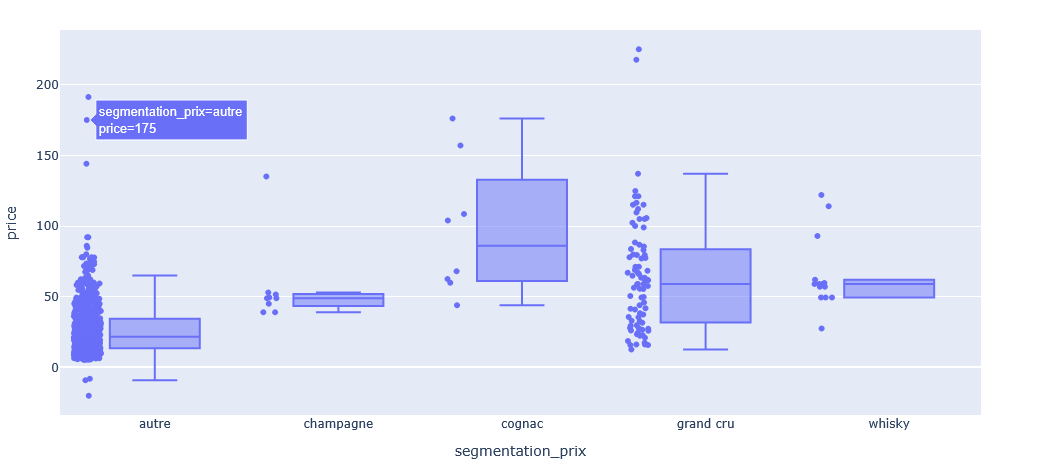 200
segmentation_prix=autre
price=175
150
100
50
0
price
autre
champagne
cognac
grand cru
whisky
segmentation_prix